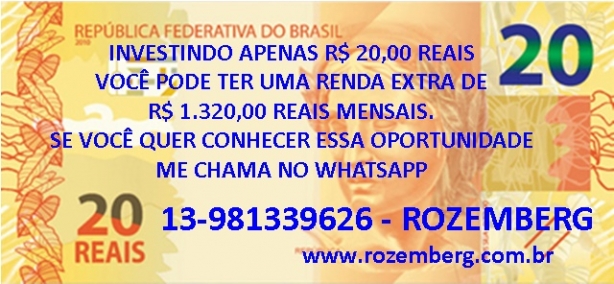 REPÚBLICA FEDERATIVA DO BRASIL
2010
20
INVESTINDO APENAS R$ 20,00 REAIS
VOCÊ PODE TER UMA RENDA EXTRA DE
R$ 1.320,00 REAIS MENSAIS.
SE VOCÊ QUER CONHECER ESSA OPORTUNIDADE
ME CHAMA NO WHATSAPP
20
REAIS
13-981339626 - ROZEMBERG
www.rozemberg.com.br